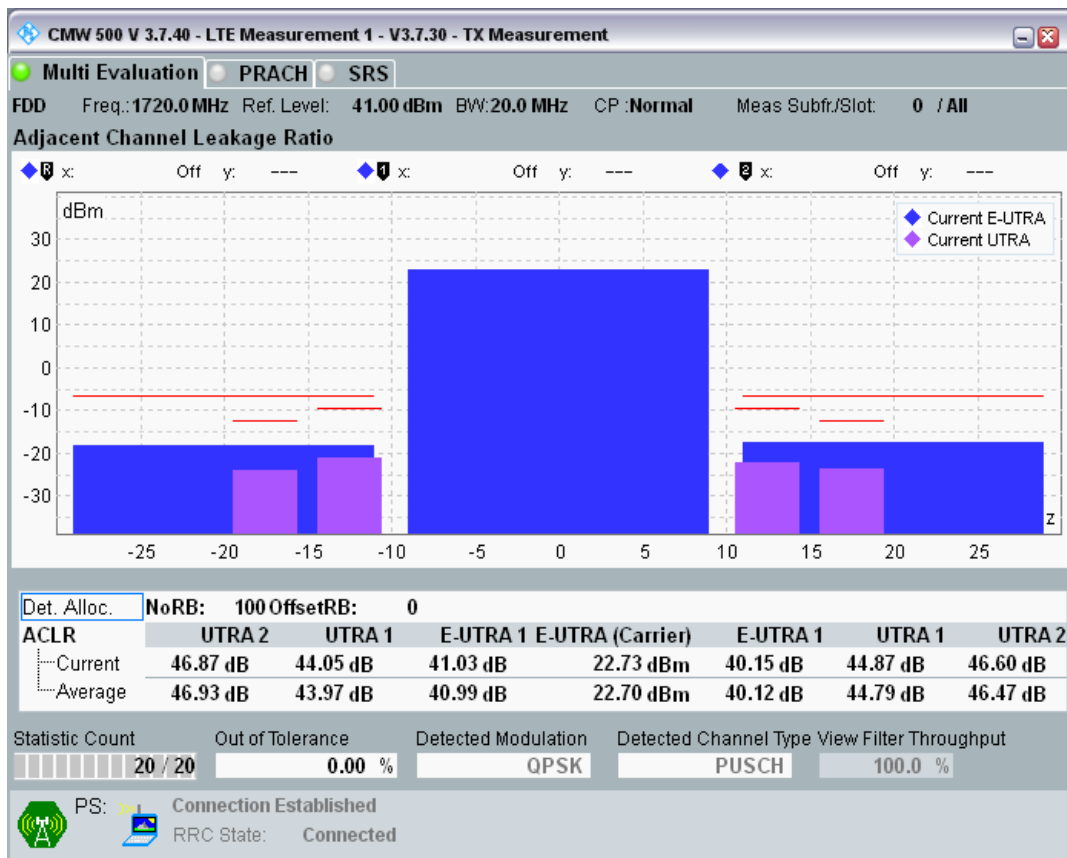 CMW 500 V 3.7.40 - LTE Measurement 1 - V3.7.30 - TX Measurement
Multi Evaluation PRACH SRS
FDD Freq.:1720.0 MHz Ref. Level: 41.00 dBm BW:20.0 MHz CP :Normal Meas Subfr./Slot: 0 / All
Adjacent Channel Leakage Ratio
R x: Off y: --- 1 x: Off y: --- 2 x: Off y: ---
dBm
Current E-UTRA
Current UTRA
30
20
10
0
-10
-20
-30
z
-25 -20 -15 -10 -5 0 5 10 15 20 25
Det. Alloc. NoRB: 100 OffsetRB: 0
ACLR UTRA 2 UTRA 1 E-UTRA 1 E-UTRA (Carrier) E-UTRA 1 UTRA 1 UTRA 2
Current 46.87 dB 44.05 dB 41.03 dB 22.73 dBm 40.15 dB 44.87 dB 46.60 dB
Average 46.93 dB 43.97 dB 40.99 dB 22.70 dBm 40.12 dB 44.79 dB 46.47 dB
Statistic Count Out of Tolerance Detected Modulation Detected Channel Type View Filter Throughput
20 / 20 0.00 % QPSK PUSCH 100.0 %
PS: Connection Established
RRC State: Connected